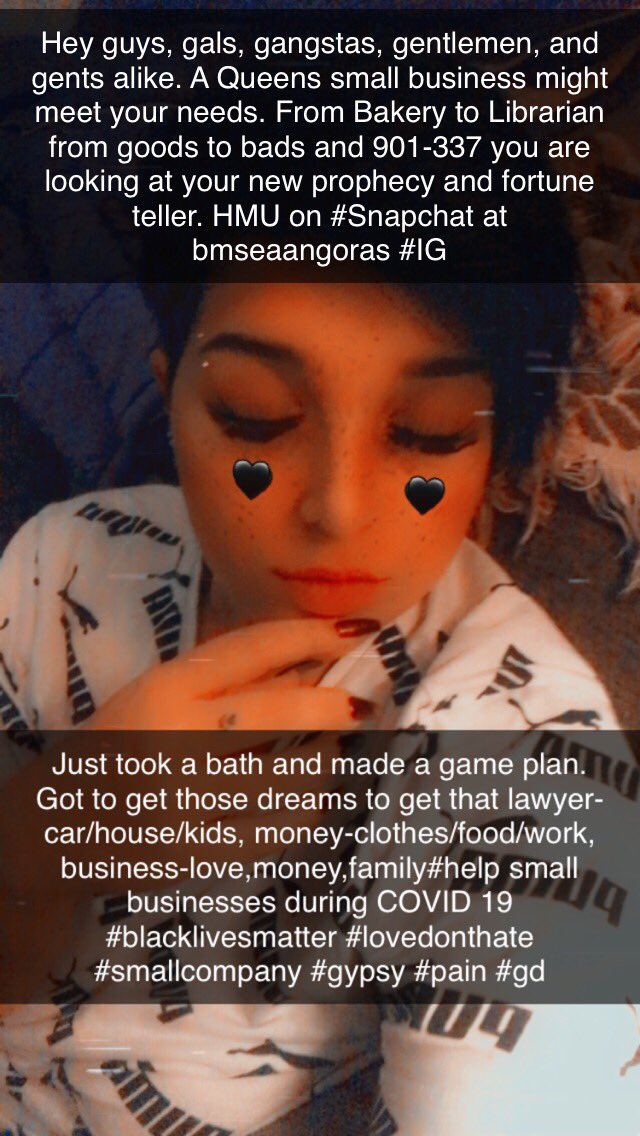 Hey guys, gals, gangstas, gentlemen, and
gents alike. A Queens small business might
meet your needs. From Bakery to Librarian
from goods to bads and 901-337 you are
looking at your new prophecy and fortune
teller. HMU on #Snapchat at
bmseaangoras #IG
Just took a bath and made a game plan.
Got to get those dreams to get that lawyer-
car/house/kids, money-clothes/food/work,
business-love,money,family#help small
businesses during COVID 19
#blacklivesmatter #lovedonthate
#smallcompany #gypsy #pain #gd